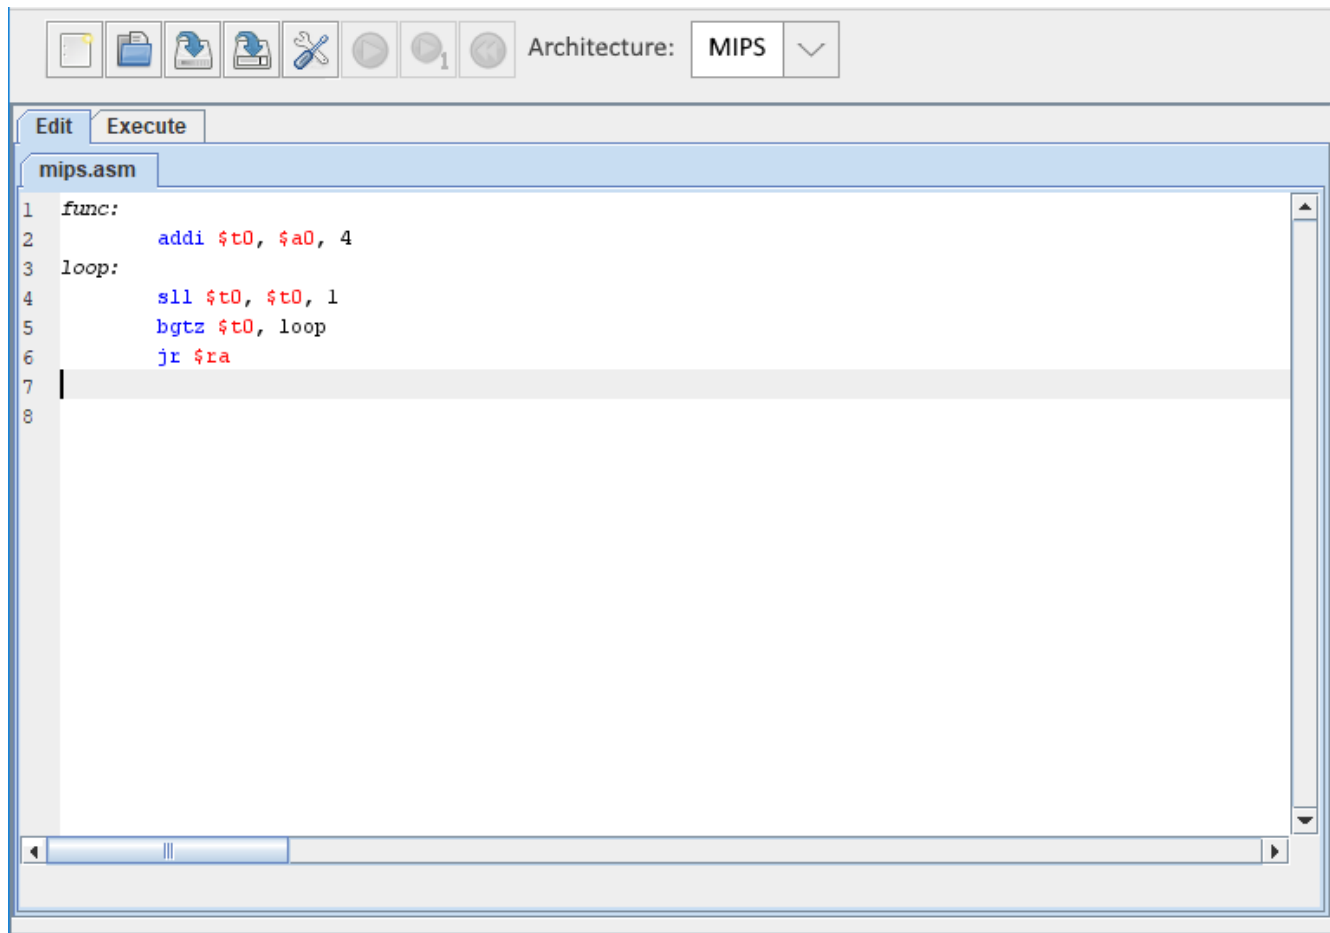 1 Architecture: MIPS
Edit Execute
mips.asm
1 func:
2 addi $t0, $a0, 4
3 loop:
4 sll $t0, $t0, 1
5 bgtz $t0, loop
6 jr $ra
7
8